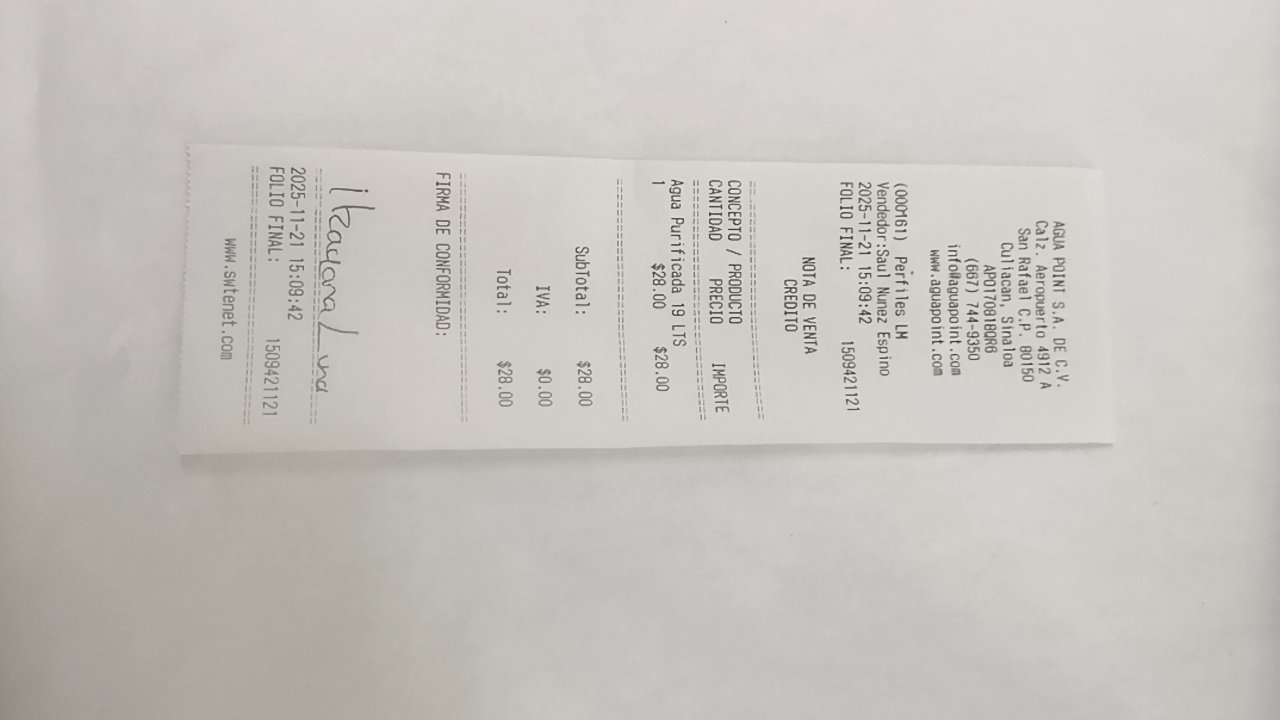 AGUA POINT S.A. DE C.V.
Calz. Aeropuerto 4912 A
San Rafael C.P. 80150
Culiacan, Sinaloa
APO170818QR6
(667) 744-9350
info@aguapoint.com
www.aguapoint.com
(000161) Perfiles LM
Vendedor:Saul Nunez Espino
2025-11-21 15:09:42
FOLIO FINAL: 1509421121
NOTA DE VENTA
CREDITO
CONCEPTO / PRODUCTO
CANTIDAD PRECIO IMPORTE
Agua Purificada 19 LTS
1 $28.00 $28.00
SubTotal: $28.00
IVA: $0.00
Total: $28.00
FIRMA DE CONFORMIDAD:
Luna
2025-11-21 15:09:42
FOLIO FINAL: 1509421121
www.swtenet.com